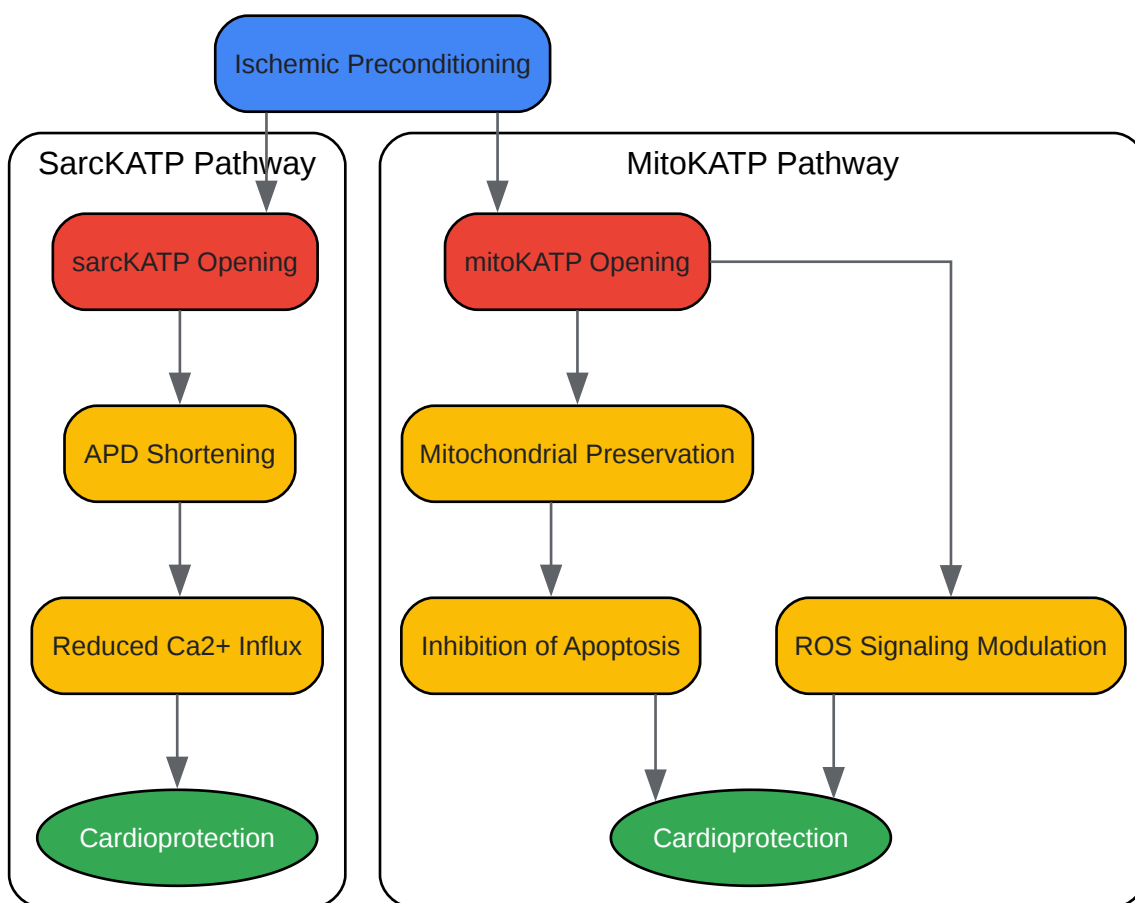 Ischemic Preconditioning
SarcKATP Pathway
MitoKATP Pathway
sarcKATP Opening
mitoKATP Opening
APD Shortening
Mitochondrial Preservation
Reduced Ca2+ Influx
Inhibition of Apoptosis
ROS Signaling Modulation
Cardioprotection
Cardioprotection